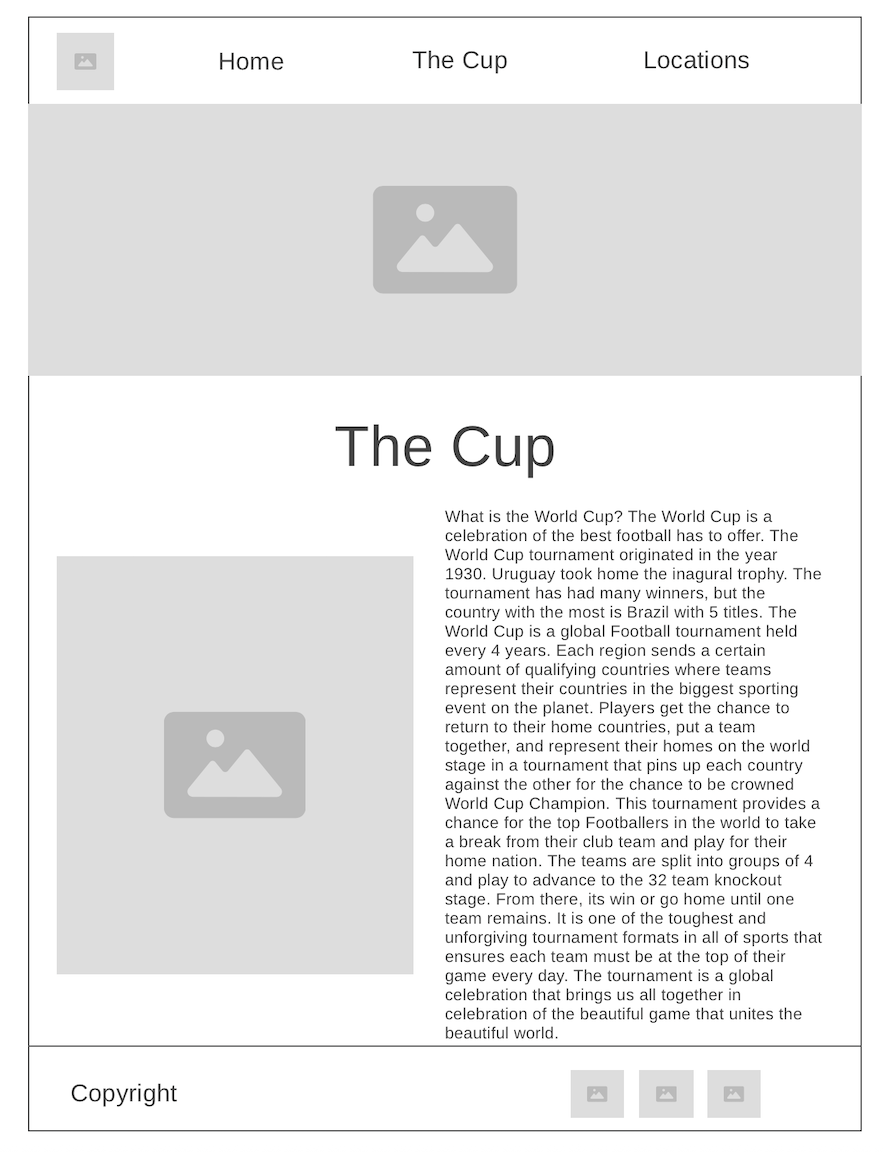 Home The Cup Locations
The Cup
What is the World Cup? The World Cup is a
celebration of the best football has to offer. The
World Cup tournament originated in the year
1930. Uruguay took home the inagural trophy. The
tournament has had many winners, but the
country with the most is Brazil with 5 titles. The
World Cup is a global Football tournament held
every 4 years. Each region sends a certain
amount of qualifying countries where teams
represent their countries in the biggest sporting
event on the planet. Players get the chance to
return to their home countries, put a team
together, and represent their homes on the world
stage in a tournament that pins up each country
against the other for the chance to be crowned
World Cup Champion. This tournament provides a
chance for the top Footballers in the world to take
a break from their club team and play for their
home nation. The teams are split into groups of 4
and play to advance to the 32 team knockout
stage. From there, its win or go home until one
team remains. It is one of the toughest and
unforgiving tournament formats in all of sports that
ensures each team must be at the top of their
game every day. The tournament is a global
celebration that brings us all together in
celebration of the beautiful game that unites the
beautiful world.
Copyright